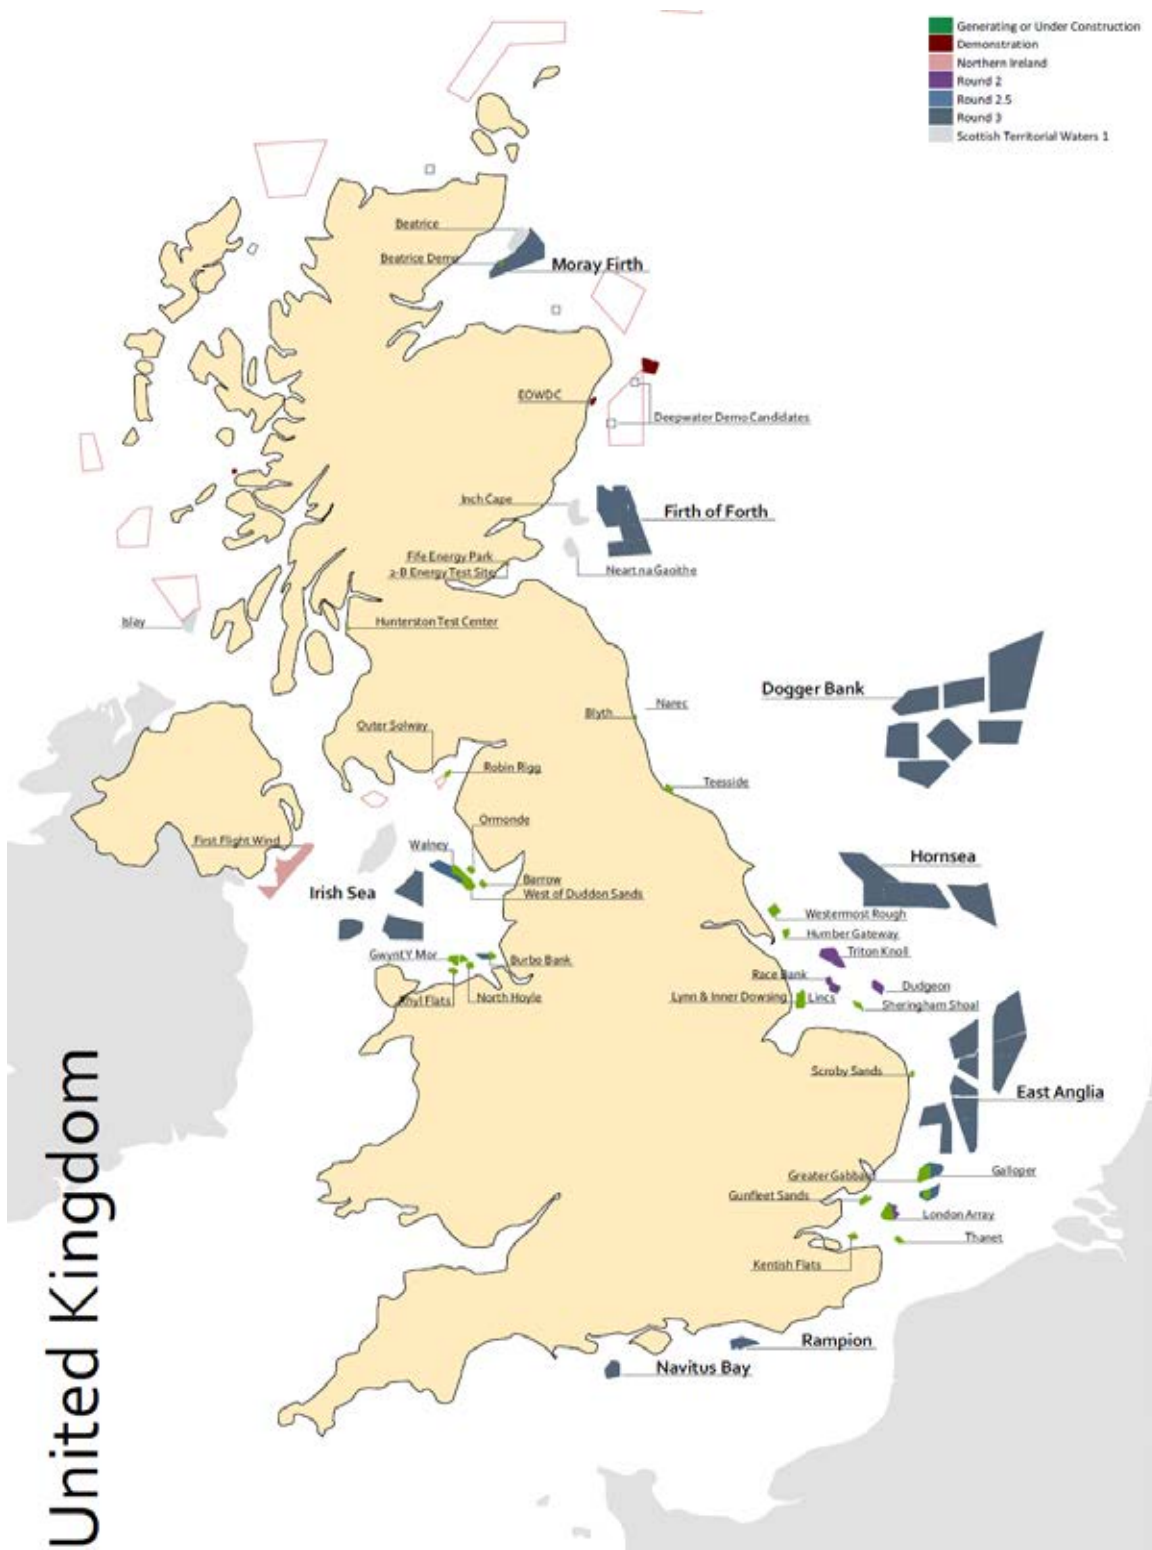 Generating or Under Construction
Demonstration
Northern Ireland
Round 2
Round 2.5
Round 3
Scottish Territorial Waters 1
Beatrice
Beatrice Demo
Moray Firth
EOWDC
Deepwater Demo Candidates
Inch Cape
Firth of Forth
Fife Energy Park
2-B Energy Test Site
Neart na Gaoithe
Islay
Hunterston Test Center
Dogger Bank
Narec
Blyth
Outer Solway
Robin Rigg
Teesside
Ormonde
First Flight Wind
Walney
Hornsea
Barrow
Irish Sea
West of Duddon Sands
Westermost Rough
Humber Gateway
Triton Knoll
Gwynt Y Mor
Burbo Bank
Race Bank
Dudgeon
Rhyl Flats
North Hoyle
Lynn & Inner Dowsing
Lincs
Sheringham Shoal
Scroby Sands
East Anglia
Greater Gabbard
Galloper
Gunfleet Sands
London Array
Thanet
Kentish Flats
Rampion
Navitus Bay
United Kingdom